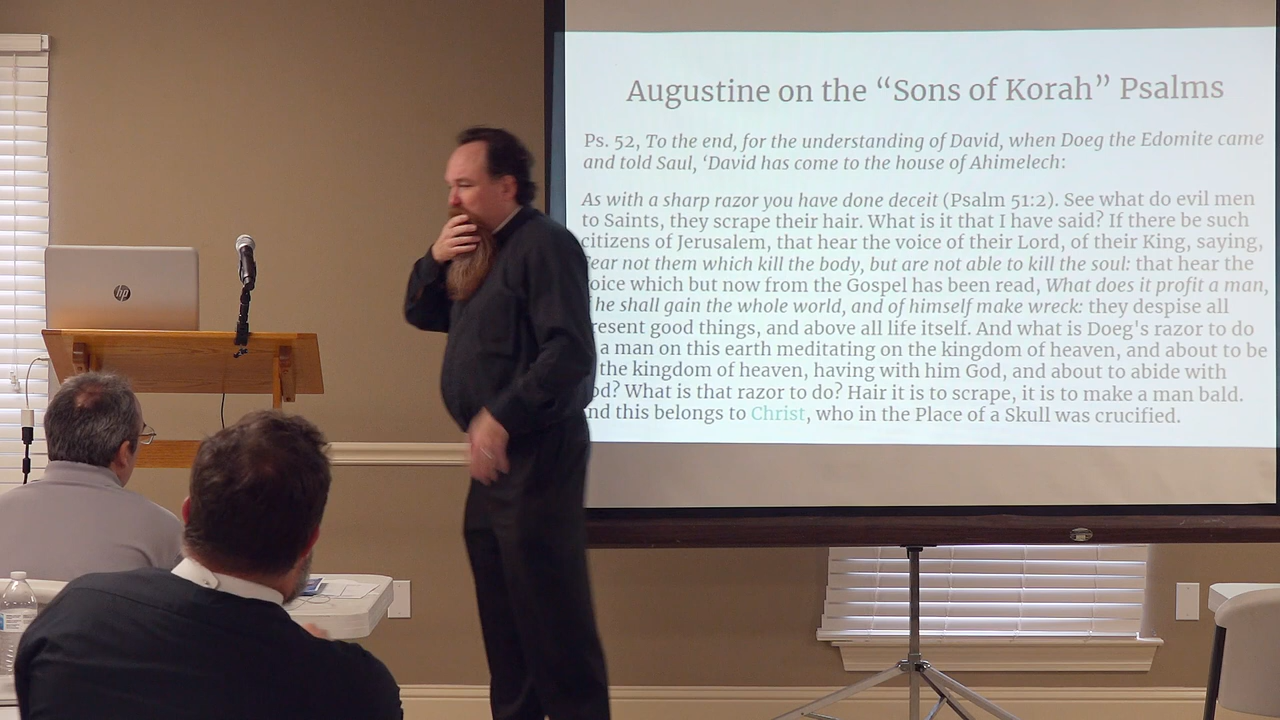 Augustine on the “Sons of Korah” Psalms
Ps. 52, To the end, for the understanding of David, when Doeg the Edomite came
and told Saul, ‘David has come to the house of Ahimelech:
As with a sharp razor you have done deceit (Psalm 51:2). See what do evil men
to Saints, they scrape their hair. What is it that I have said? If there be such
citizens of Jerusalem, that hear the voice of their Lord, of their King, saying,
fear not them which kill the body, but are not able to kill the soul: that hear the
voice which but now from the Gospel has been read, What does it profit a man,
he shall gain the whole world, and of himself make wreck: they despise all
present good things, and above all life itself. And what is Doeg's razor to do
a man on this earth meditating on the kingdom of heaven, and about to be
the kingdom of heaven, having with him God, and about to abide with
God? What is that razor to do? Hair it is to scrape, it is to make a man bald.
And this belongs to Christ, who in the Place of a Skull was crucified.
hp